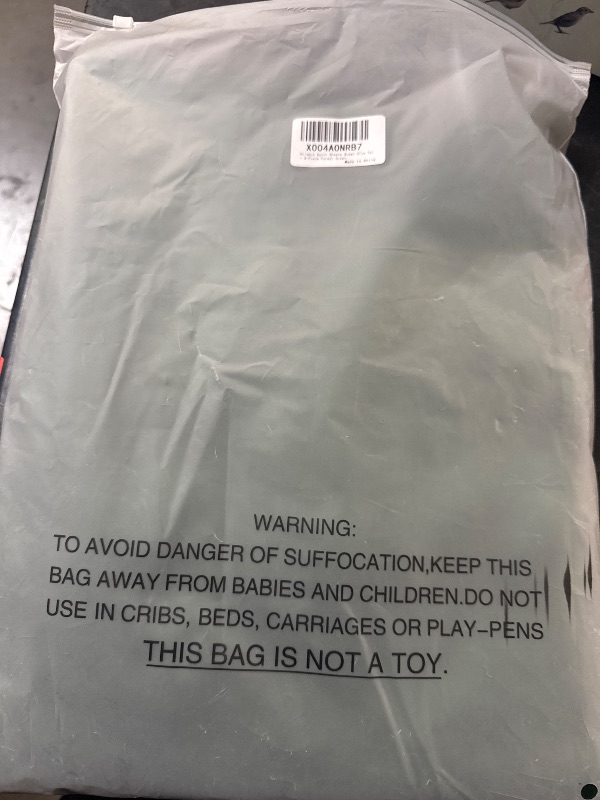 X004AONRB7
WARNING:
TO AVOID DANGER OF SUFFOCATION,KEEP THIS
BAG AWAY FROM BABIES AND CHILDREN.DO NOT
USE IN CRIBS, BEDS, CARRIAGES OR PLAY–PENS
THIS BAG IS NOT A TOY.